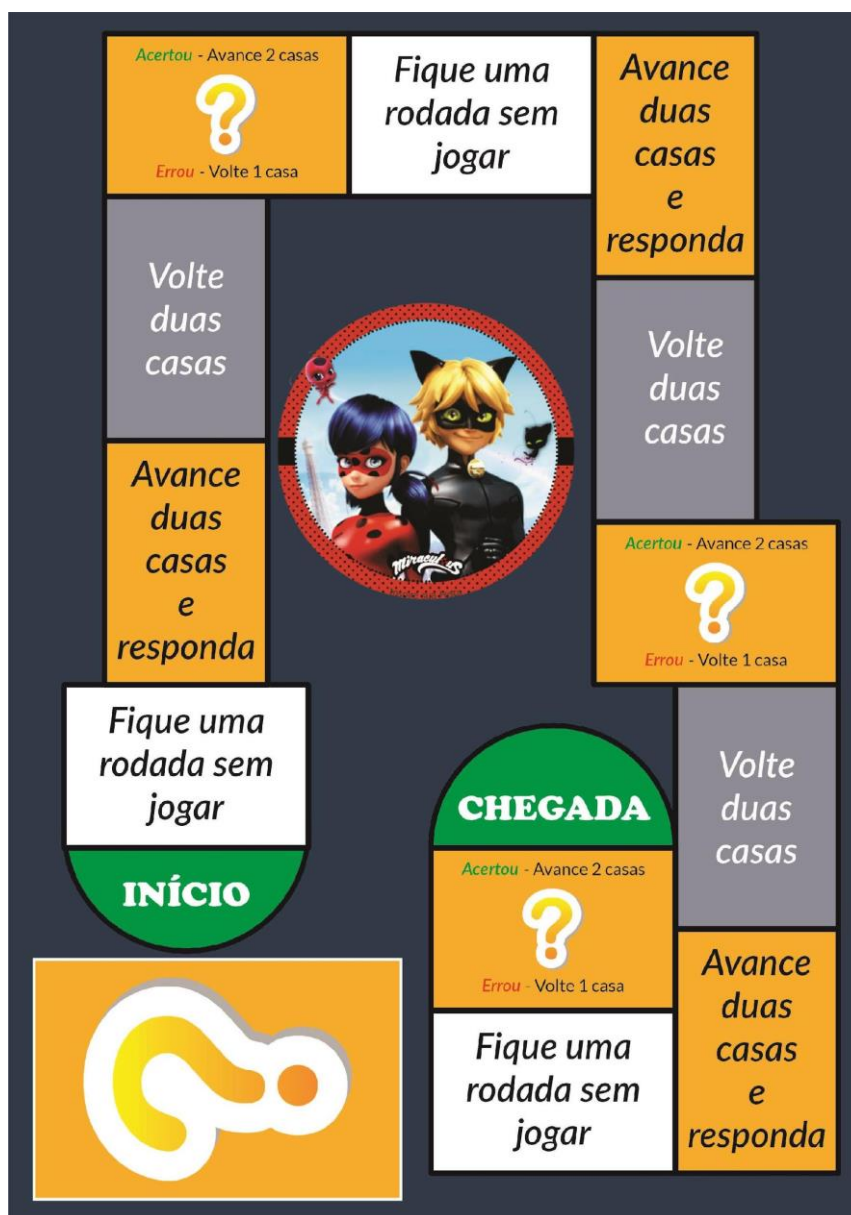 Acertou - Avance 2 casas
Errou - Volte 1 casa
Fique uma
rodada sem
jogar
Avance
duas
casas
e
responda
Volte
duas
casas
Volte
duas
casas
Miraculous
Avance
duas
casas
e
responda
Acertou - Avance 2 casas
Errou - Volte 1 casa
Fique uma
rodada sem
jogar
INÍCIO
CHEGADA
Volte
duas
casas
Acertou - Avance 2 casas
Errou - Volte 1 casa
Avance
duas
casas
e
responda
Fique uma
rodada sem
jogar